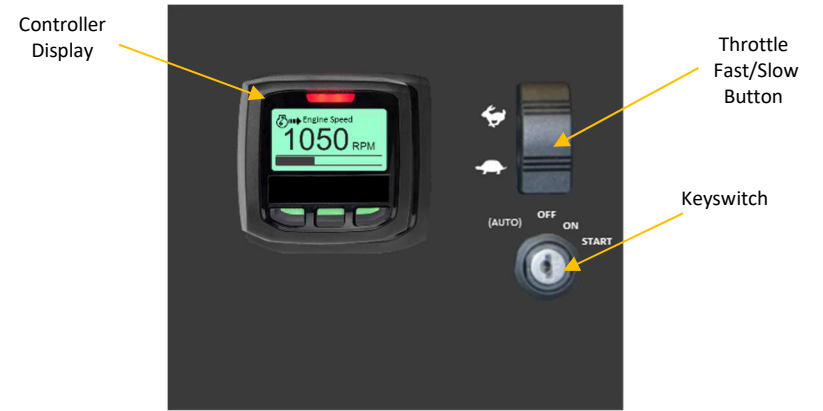 Controller
Display
Engine Speed
1050 RPM
Throttle
Fast/Slow
Button
Keyswitch
(AUTO) OFF ON START